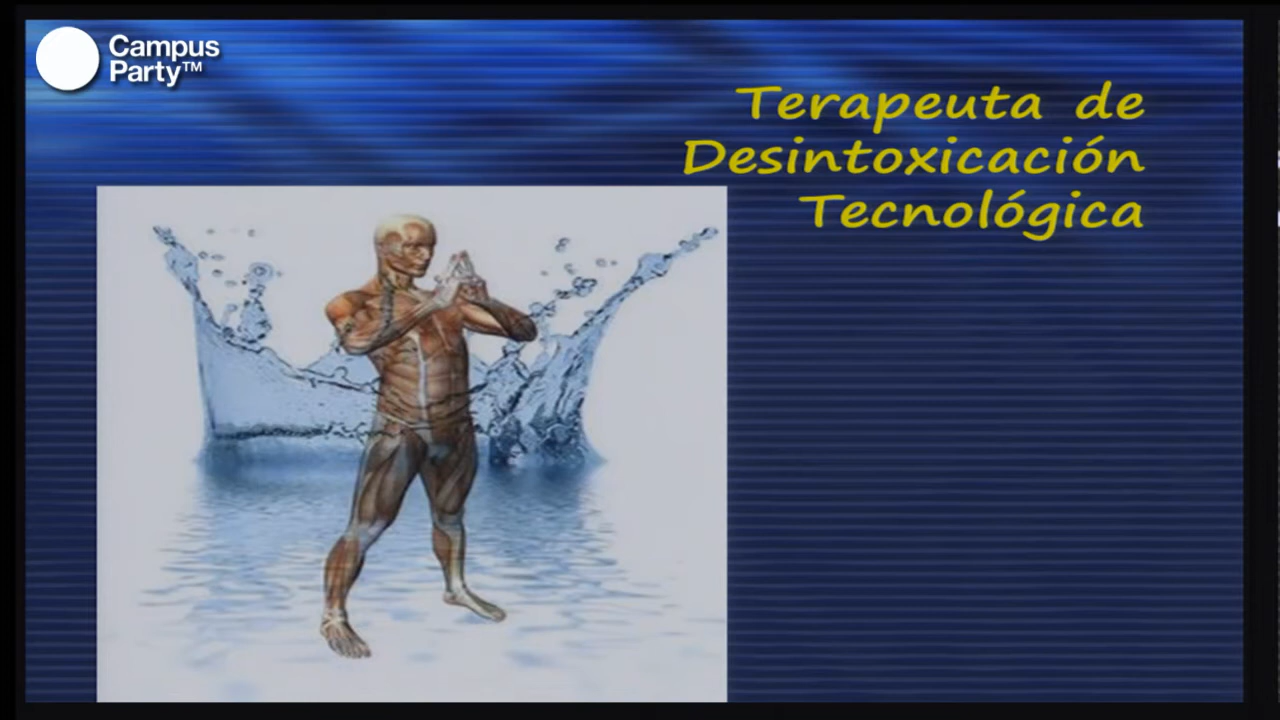 Campus
Party™
Terapeuta de
Desintoxicación
Tecnológica